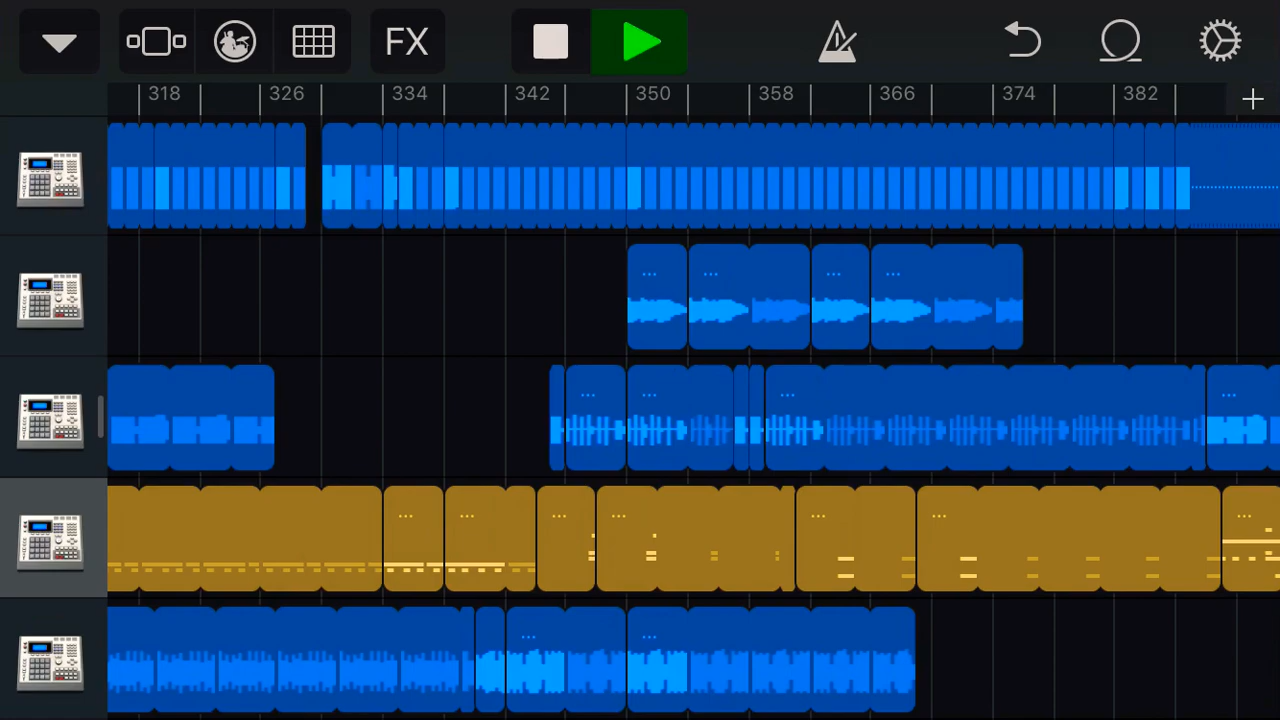 FX
318 326 334 342 350 358 366 374 382
... ... ... ...
... ... ... ...
... ... ... ... ... ... ...
... ...